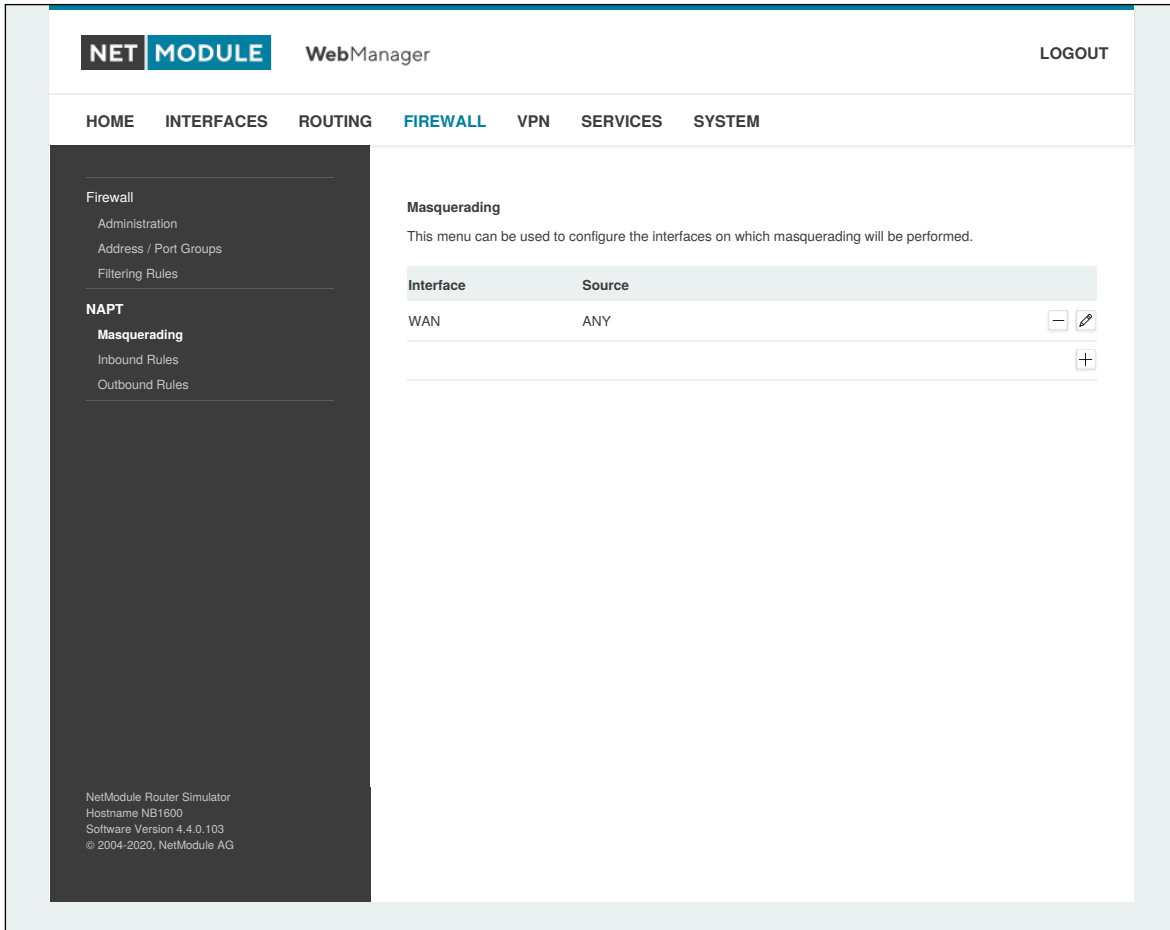 NET MODULE WebManager LOGOUT
HOME INTERFACES ROUTING FIREWALL VPN SERVICES SYSTEM
Firewall
Administration
Address / Port Groups
Filtering Rules
NAPT
Masquerading
Inbound Rules
Outbound Rules
Masquerading
This menu can be used to configure the interfaces on which masquerading will be performed.
Interface Source
WAN ANY
NetModule Router Simulator
Hostname NB1600
Software Version 4.4.0.103
© 2004-2020, NetModule AG